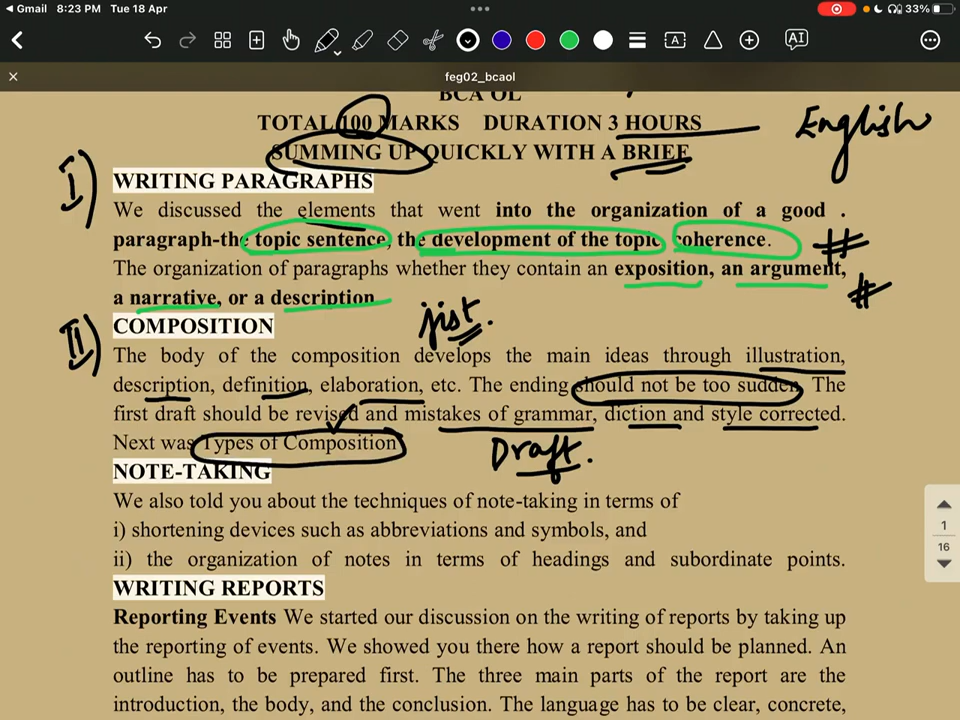 Gmail 8:23 PM Tue 18 Apr
33%
A
AI
feg02_bcaol
BCA OL
TOTAL 100 MARKS DURATION 3 HOURS
English
SUMMING UP QUICKLY WITH A BRIEF
I)
WRITING PARAGRAPHS
We discussed the elements that went into the organization of a good .
paragraph-the topic sentence, the development of the topic coherence.
The organization of paragraphs whether they contain an exposition, an argument,
a narrative, or a description
jist.
II)
COMPOSITION
The body of the composition develops the main ideas through illustration,
description, definition, elaboration, etc. The ending should not be too sudden. The
first draft should be revised and mistakes of grammar, diction and style corrected.
Next was Types of Composition
Draft.
NOTE-TAKING
We also told you about the techniques of note-taking in terms of
i) shortening devices such as abbreviations and symbols, and
ii) the organization of notes in terms of headings and subordinate points.
1
16
WRITING REPORTS
Reporting Events We started our discussion on the writing of reports by taking up
the reporting of events. We showed you there how a report should be planned. An
outline has to be prepared first. The three main parts of the report are the
introduction, the body, and the conclusion. The language has to be clear, concrete,